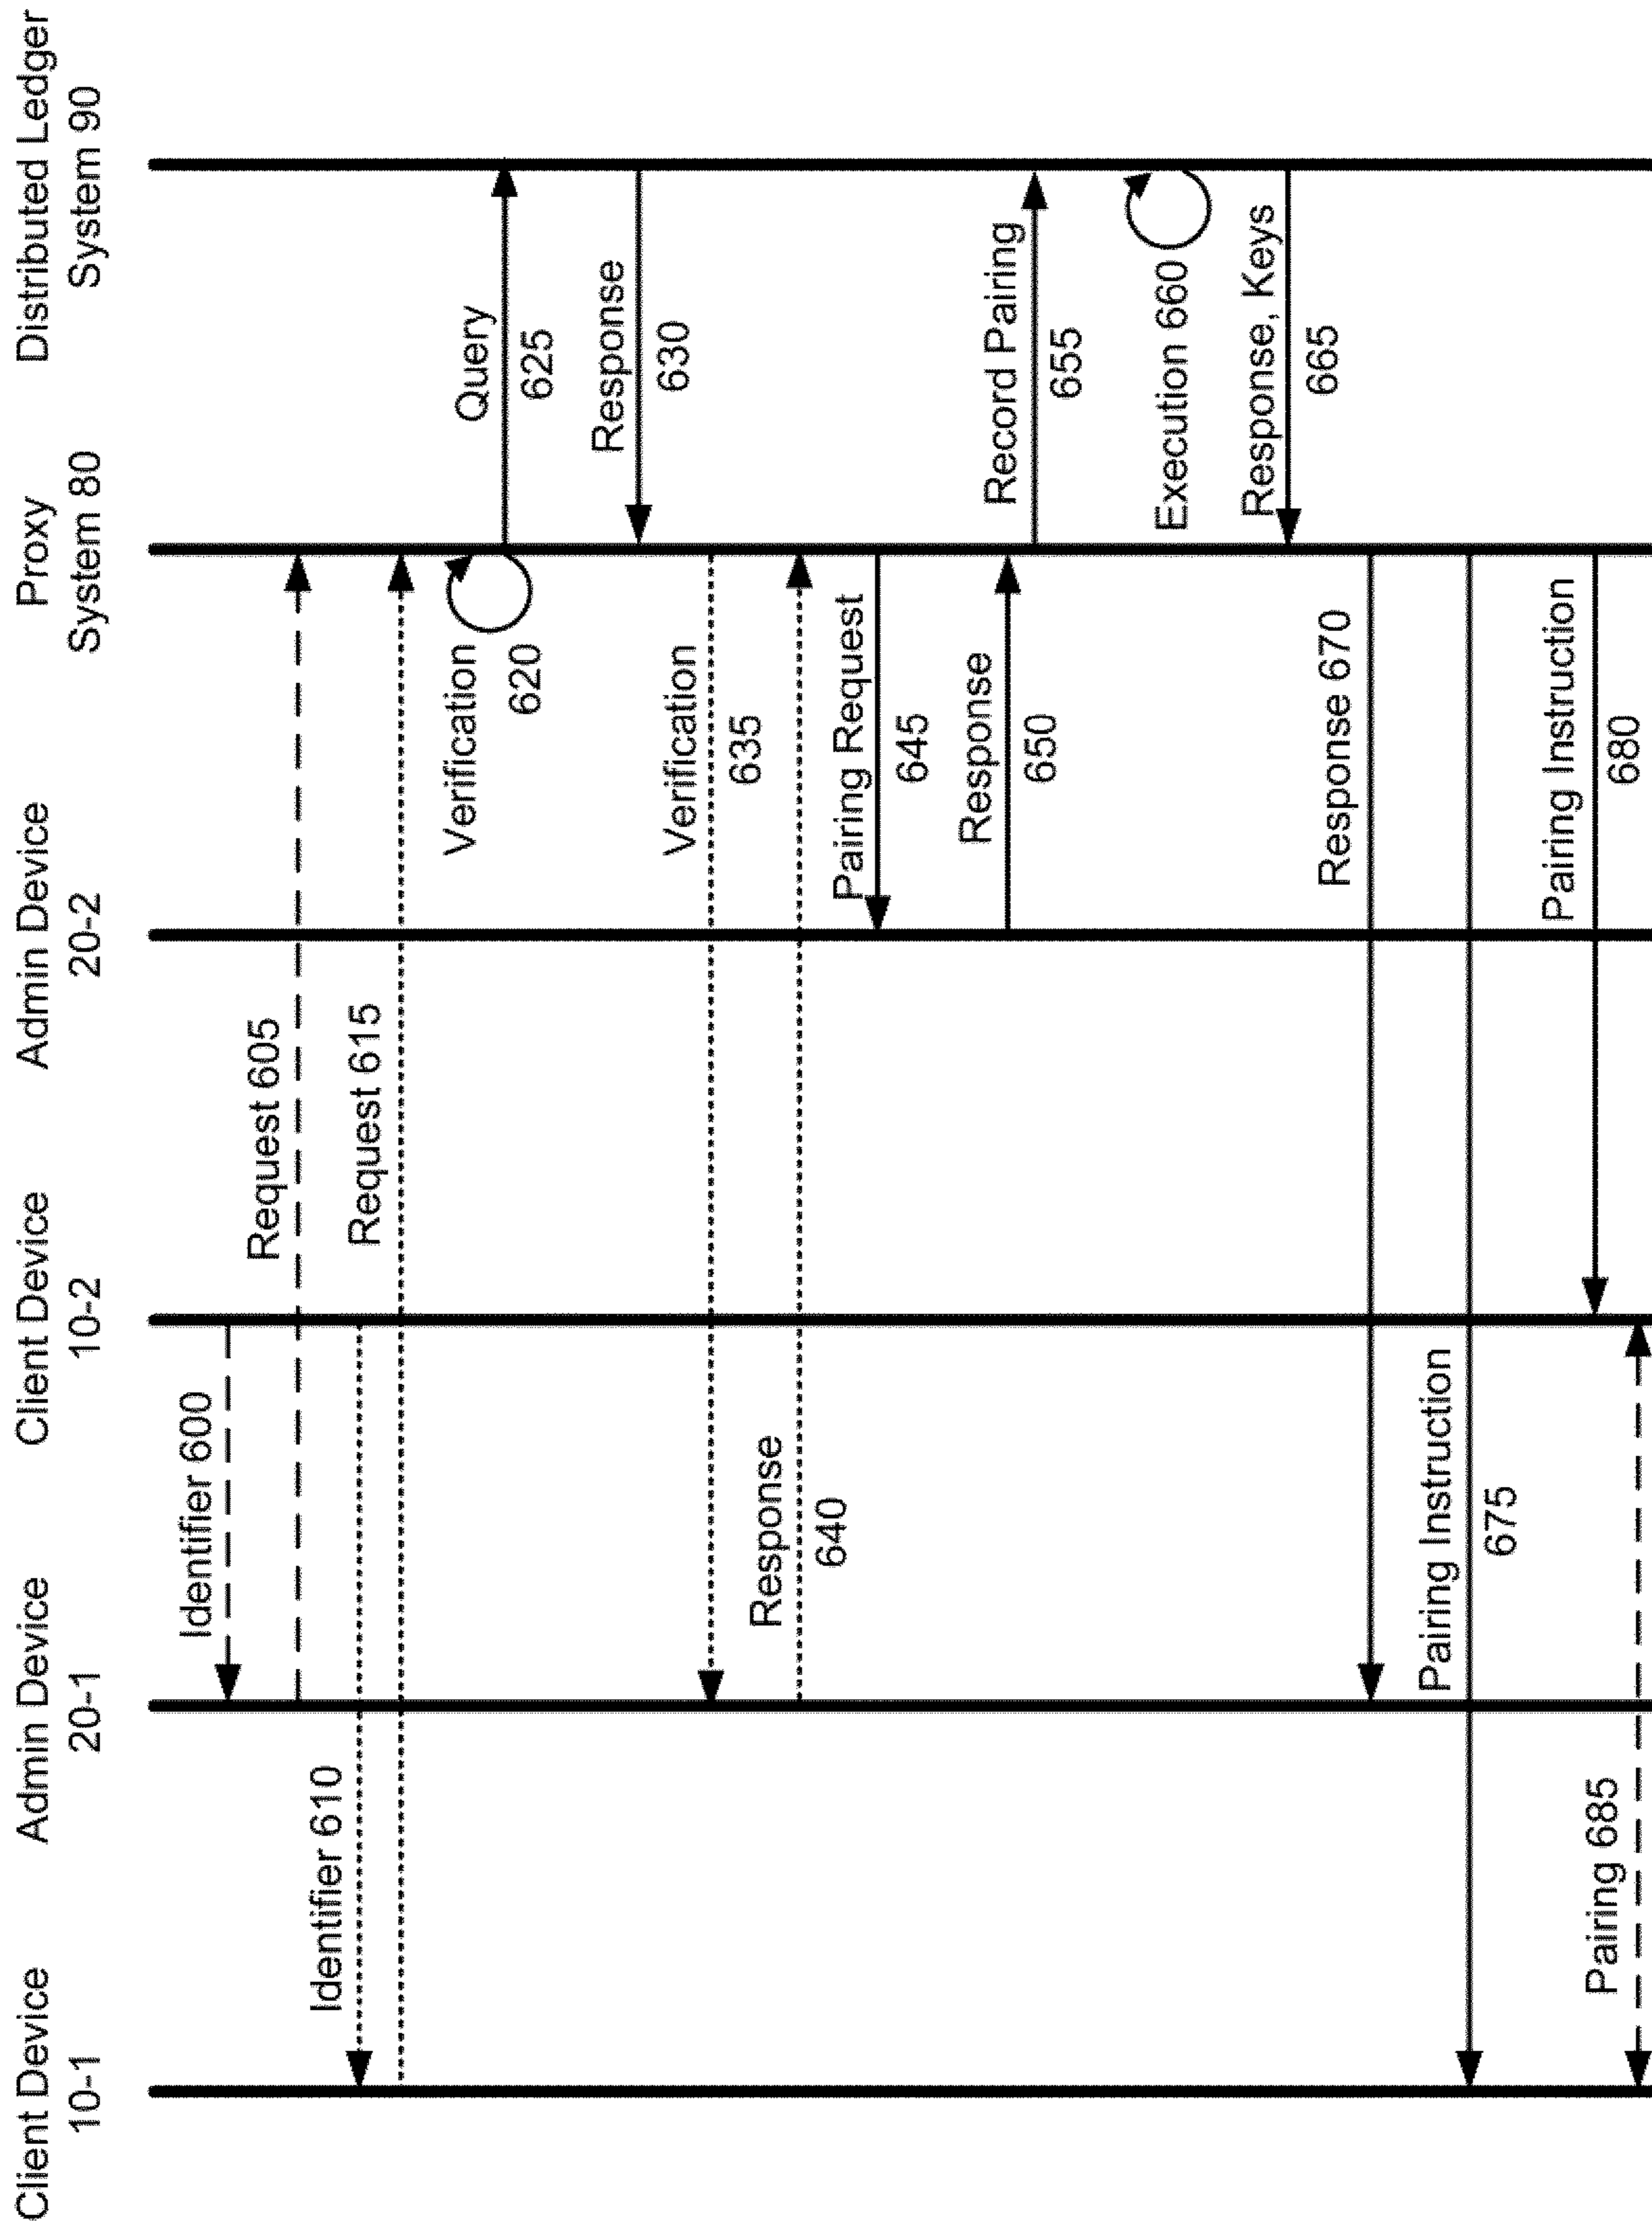 Client Device
10-1
Admin Device
20-1
Client Device
10-2
Admin Device
20-2
Proxy
System 80
Distributed Ledger
System 90
Identifier 600
Request 605
Identifier 610
Request 615
Verification
620
Query
625
Response
630
Verification
635
Response
640
Pairing Request
645
Response
650
Record Pairing
655
Execution 660
Response, Keys
665
Response 670
Pairing Instruction
675
Pairing Instruction
680
Pairing 685